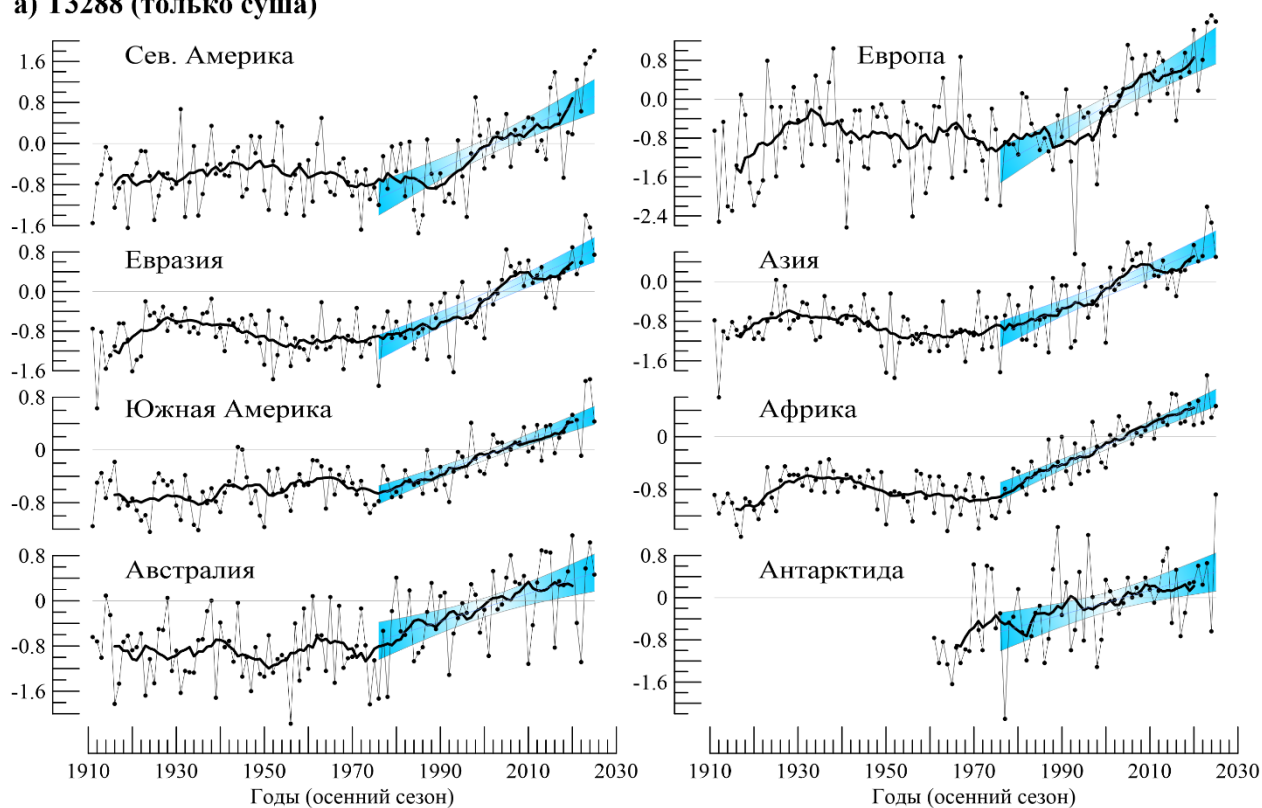 а) T3288 (только суша)
Сев. Америка
1.6
0.8
0.0
-0.8
-1.6
Европа
0.8
0.0
-0.8
-1.6
-2.4
Евразия
0.8
0.0
-0.8
-1.6
Азия
0.8
0.0
-0.8
-1.6
Южная Америка
0.8
0
-0.8
Африка
0
-0.8
Австралия
0.8
0
-0.8
-1.6
Антарктида
0.8
0.0
-0.8
-1.6
1910 1930 1950 1970 1990 2010 2030
Годы (осенний сезон)
1910 1930 1950 1970 1990 2010 2030
Годы (осенний сезон)